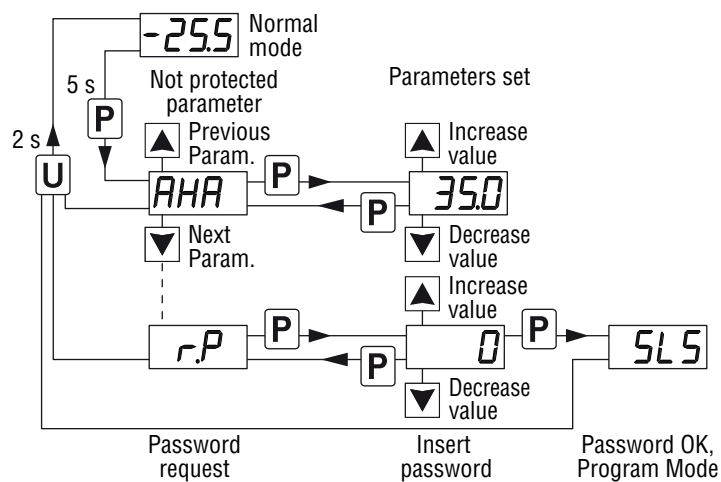 -25.5
Normal
mode
5 s
P
Not protected
parameter
Parameters set
2 s
U
Previous
Param.
Increase
value
AHA
P
P
35.0
Next
Param.
Decrease
value
Increase
value
r.P
P
P
0
P
SLS
Decrease
value
Password
request
Insert
password
Password OK,
Program Mode